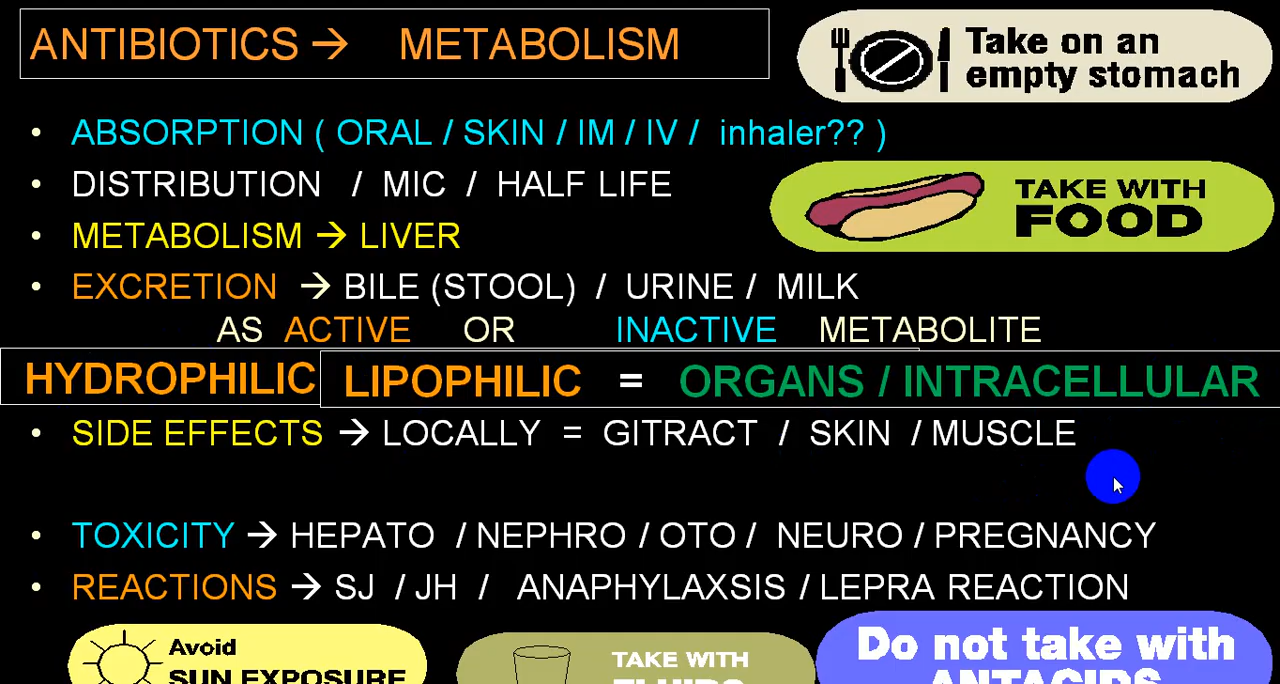 ANTIBIOTICS → METABOLISM
Take on an
empty stomach
• ABSORPTION ( ORAL / SKIN / IM / IV / inhaler?? )
• DISTRIBUTION / MIC / HALF LIFE
TAKE WITH
FOOD
• METABOLISM → LIVER
• EXCRETION → BILE (STOOL) / URINE / MILK
AS ACTIVE OR INACTIVE METABOLITE
HYDROPHILIC
LIPOPHILIC = ORGANS / INTRACELLULAR
• SIDE EFFECTS → LOCALLY = GITRACT / SKIN / MUSCLE
• TOXICITY → HEPATO / NEPHRO / OTO / NEURO / PREGNANCY
• REACTIONS → SJ / JH / ANAPHYLAXSIS / LEPRA REACTION
Avoid
SUN EXPOSURE
TAKE WITH
FLUIDS
Do not take with
ANTACIDS